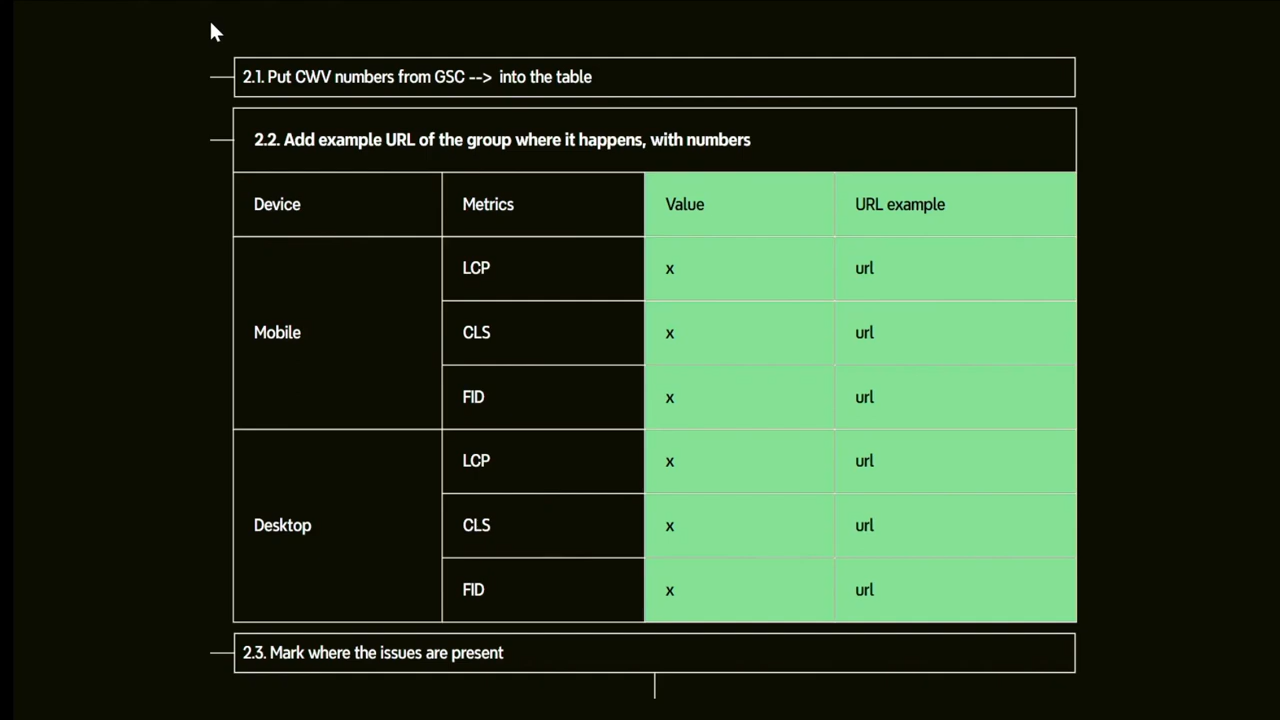 2.1. Put CWV numbers from GSC --> into the table
2.2. Add example URL of the group where it happens, with numbers
Device Metrics Value URL example
Mobile
LCP x url
CLS x url
FID x url
Desktop
LCP x url
CLS x url
FID x url
2.3. Mark where the issues are present